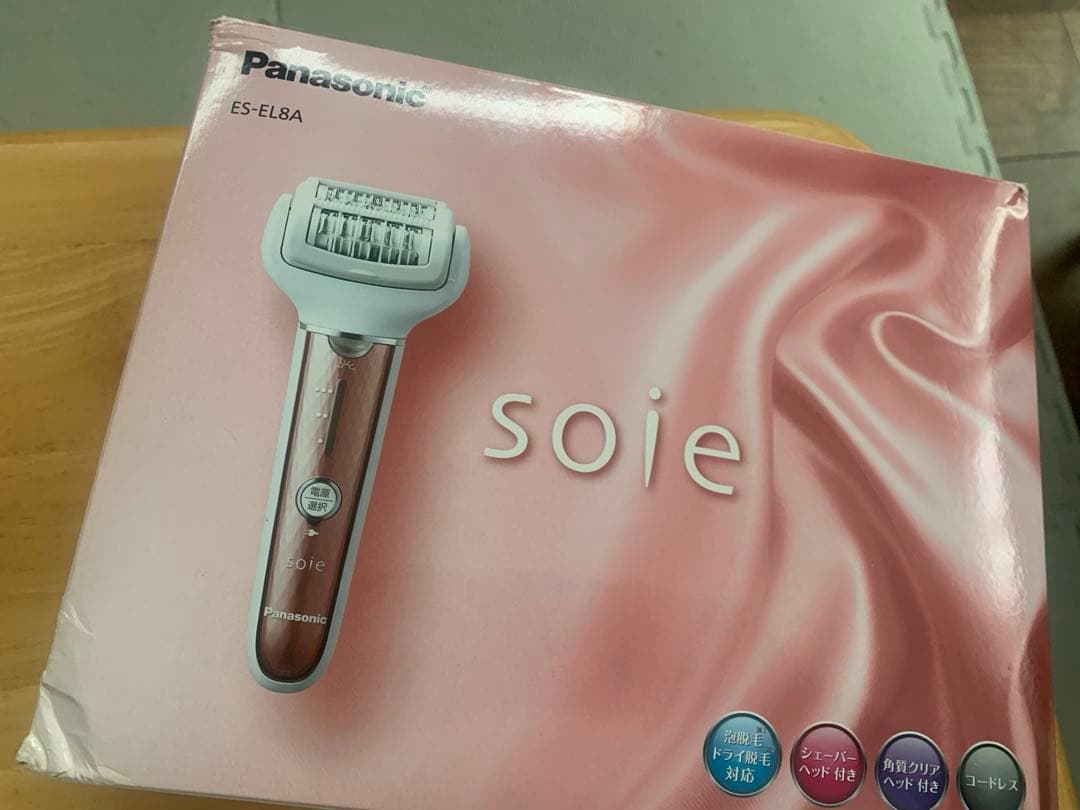 Panasonic
ES-EL8A
電源
選択
soie
Panasonic
soie
泡脱毛
ドライ脱毛
対応
シェーバー
ヘッド付き
角質クリア
ヘッド付き
コードレス